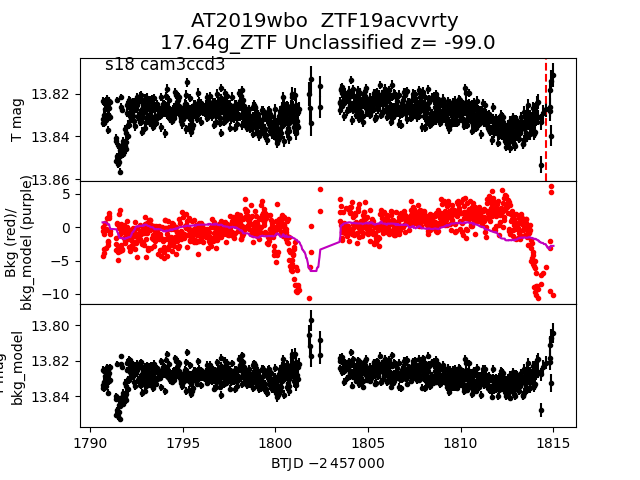 AT2019wbo  ZTF19acvvrty
17.64g_ZTF Unclassified z= -99.0
s18 cam3ccd3
T mag
13.82
13.84
13.86
Bkg (red)/
bkg_model (purple)
5
0
−5
−10
bkg_model
13.80
13.82
13.84
1790
1795
1800
1805
1810
1815
BTJD −2 457 000